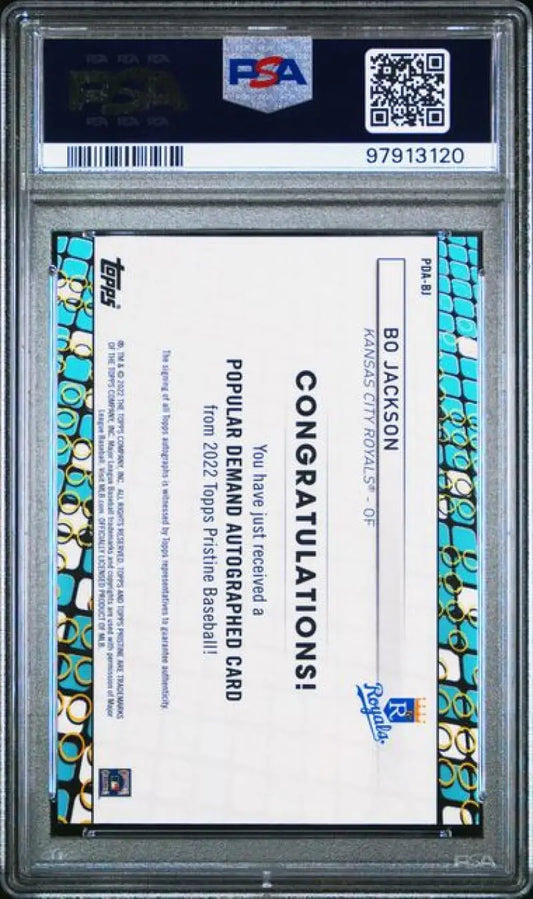 PSA
97913120
PDA-BJ
BO JACKSON
KANSAS CITY ROYALS® - OF
Royals
CONGRATULATIONS!
You have just received a
POPULAR DEMAND AUTOGRAPHED CARD
from 2022 Topps Pristine Baseball!
The signing of all Topps autographs is witnessed by Topps representatives to guarantee authenticity.
topps®
®, TM & © 2022 THE TOPPS COMPANY, INC. ALL RIGHTS RESERVED. TOPPS AND TOPPS PRISTINE ARE TRADEMARKS
OF THE TOPPS COMPANY, INC. Major League Baseball trademarks and copyrights are used with permission of Major
League Baseball. Visit MLB.com. OFFICIALLY LICENSED PRODUCT OF MLB.
PSA